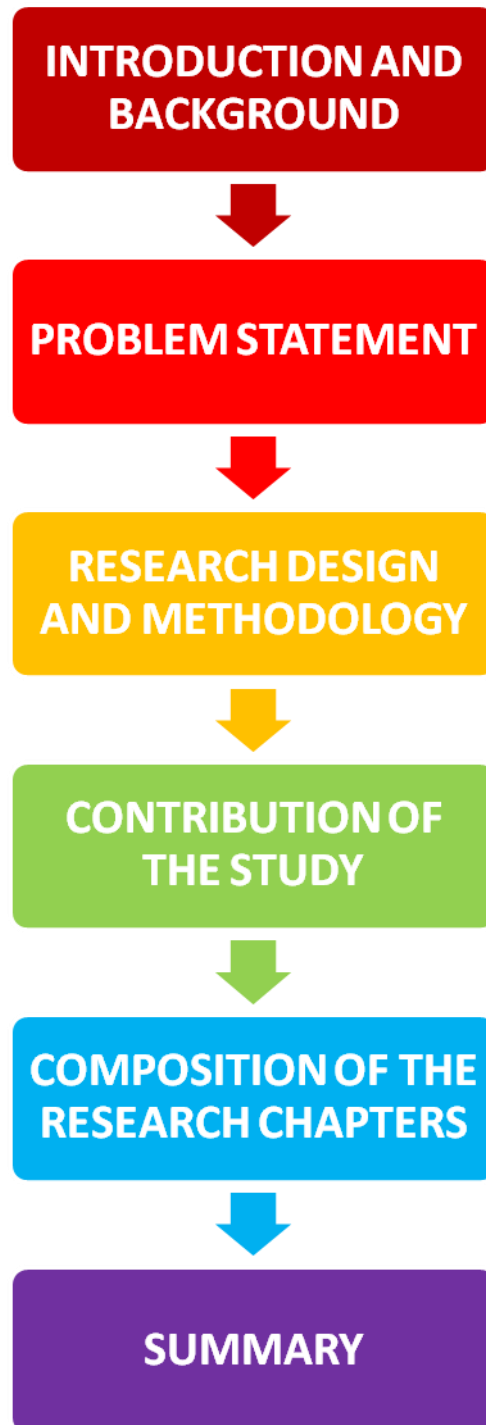 INTRODUCTION AND
BACKGROUND
PROBLEM STATEMENT
RESEARCH DESIGN
AND METHODOLOGY
CONTRIBUTION OF
THE STUDY
COMPOSITION OF THE
RESEARCH CHAPTERS
SUMMARY